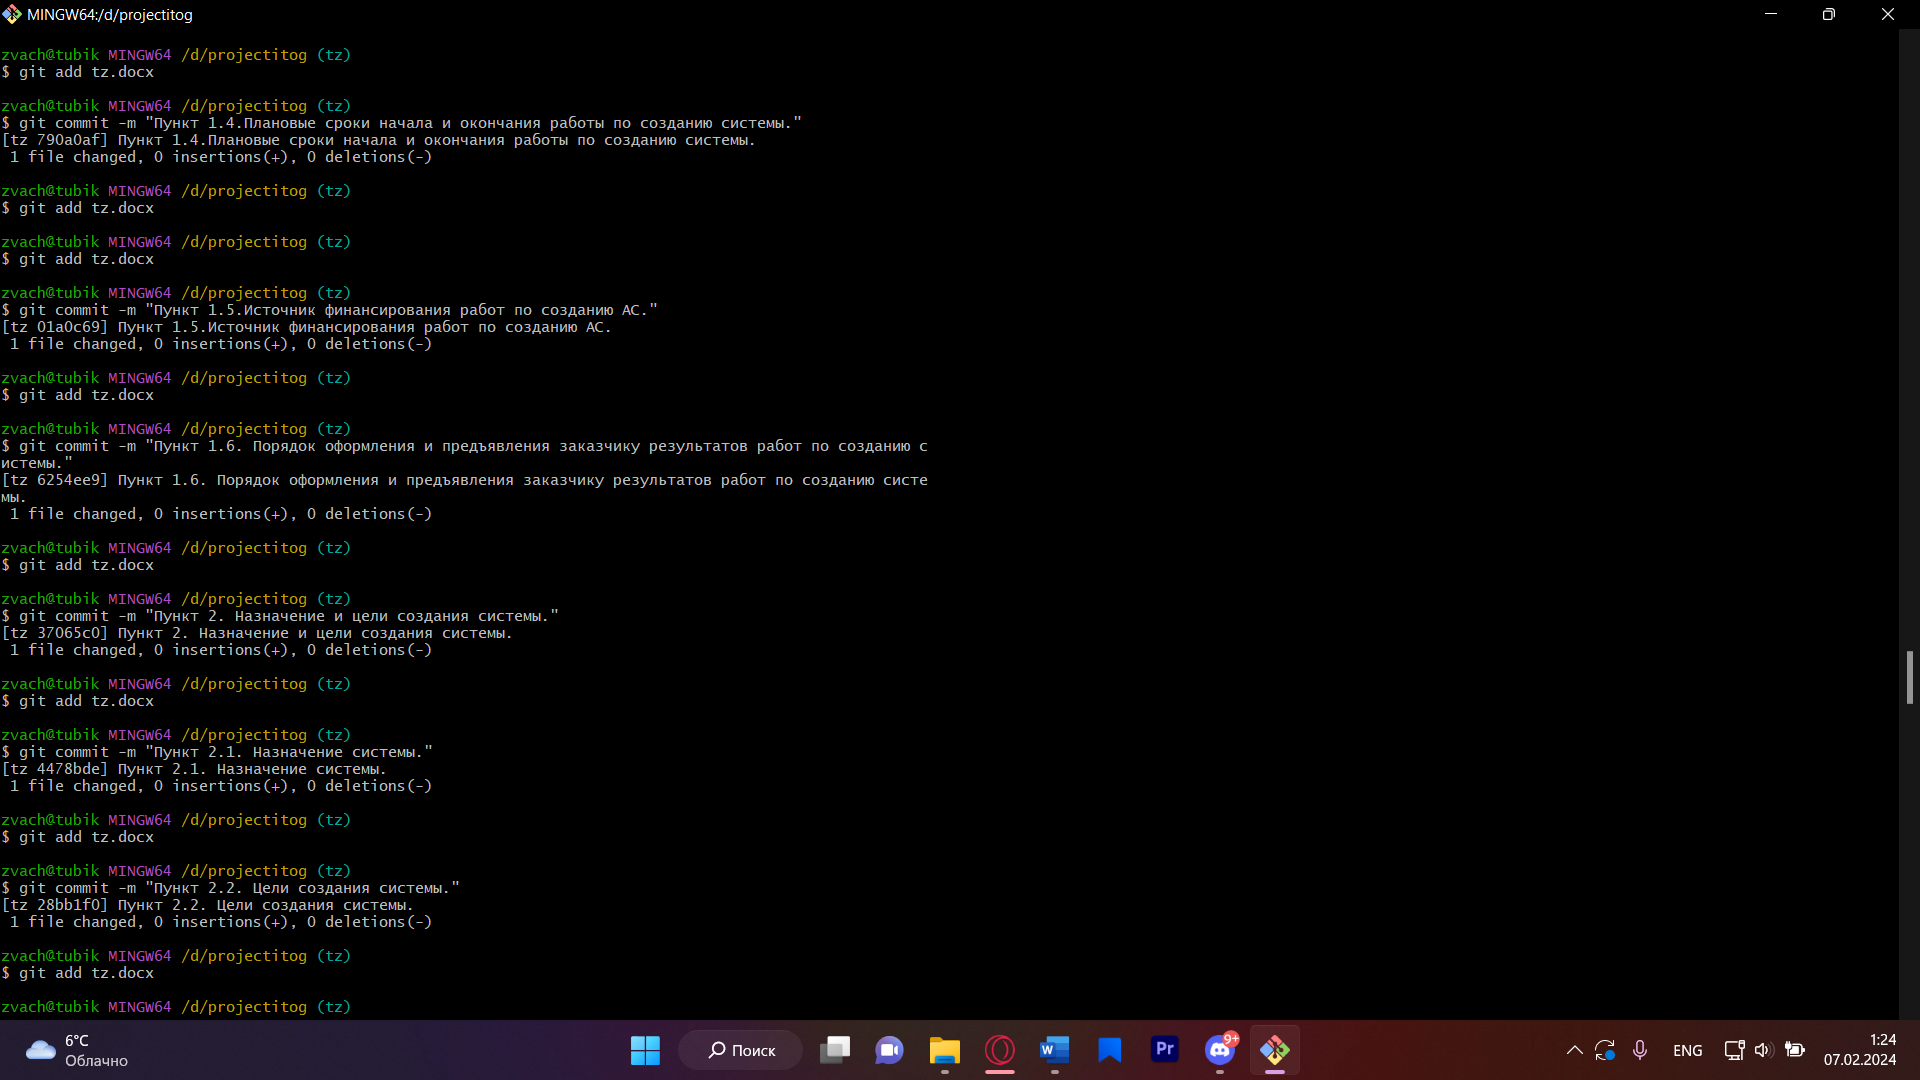 MINGW64:/d/projectitog
zvach@tubik MINGW64 /d/projectitog (tz)
$ git add tz.docx
zvach@tubik MINGW64 /d/projectitog (tz)
$ git commit -m "Пункт 1.4.Плановые сроки начала и окончания работы по созданию системы."
[tz 790a0af] Пункт 1.4.Плановые сроки начала и окончания работы по созданию системы.
1 file changed, 0 insertions(+), 0 deletions(-)
zvach@tubik MINGW64 /d/projectitog (tz)
$ git add tz.docx
zvach@tubik MINGW64 /d/projectitog (tz)
$ git add tz.docx
zvach@tubik MINGW64 /d/projectitog (tz)
$ git commit -m "Пункт 1.5.Источник финансирования работ по созданию АС."
[tz 01a0c69] Пункт 1.5.Источник финансирования работ по созданию АС.
1 file changed, 0 insertions(+), 0 deletions(-)
zvach@tubik MINGW64 /d/projectitog (tz)
$ git add tz.docx
zvach@tubik MINGW64 /d/projectitog (tz)
$ git commit -m "Пункт 1.6. Порядок оформления и предъявления заказчику результатов работ по созданию с
истемы."
[tz 6254ee9] Пункт 1.6. Порядок оформления и предъявления заказчику результатов работ по созданию систе
мы.
1 file changed, 0 insertions(+), 0 deletions(-)
zvach@tubik MINGW64 /d/projectitog (tz)
$ git add tz.docx
zvach@tubik MINGW64 /d/projectitog (tz)
$ git commit -m "Пункт 2. Назначение и цели создания системы."
[tz 37065c0] Пункт 2. Назначение и цели создания системы.
1 file changed, 0 insertions(+), 0 deletions(-)
zvach@tubik MINGW64 /d/projectitog (tz)
$ git add tz.docx
zvach@tubik MINGW64 /d/projectitog (tz)
$ git commit -m "Пункт 2.1. Назначение системы."
[tz 4478bde] Пункт 2.1. Назначение системы.
1 file changed, 0 insertions(+), 0 deletions(-)
zvach@tubik MINGW64 /d/projectitog (tz)
$ git add tz.docx
zvach@tubik MINGW64 /d/projectitog (tz)
$ git commit -m "Пункт 2.2. Цели создания системы."
[tz 28bb1f0] Пункт 2.2. Цели создания системы.
1 file changed, 0 insertions(+), 0 deletions(-)
zvach@tubik MINGW64 /d/projectitog (tz)
$ git add tz.docx
zvach@tubik MINGW64 /d/projectitog (tz)
6°C
Облачно
Поиск
W
Pr
9+
ENG
1:24
07.02.2024